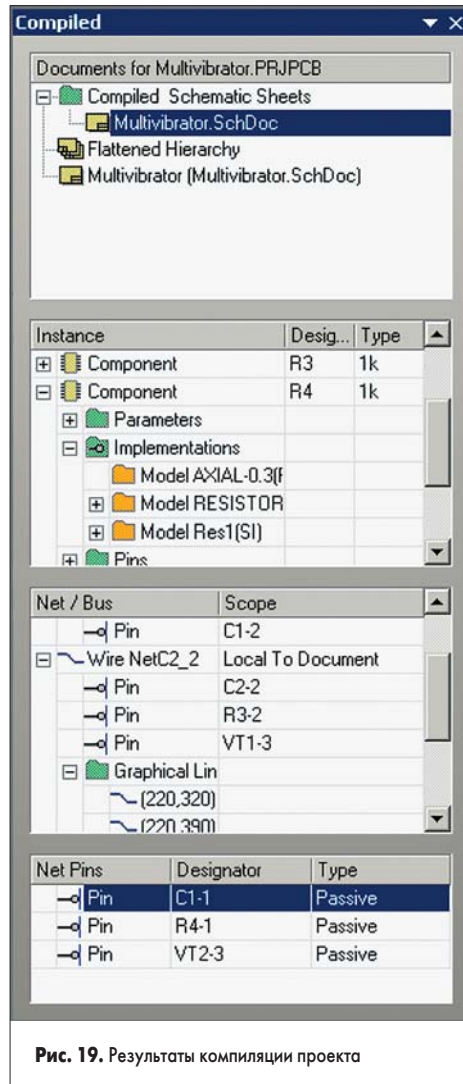 Compiled
Documents for Multivibrator.PRJPCB
Compiled Schematic Sheets
Multivibrator.SchDoc
Flattened Hierarchy
Multivibrator (Multivibrator.SchDoc)
Instance Desig... Type
Component R3 1k
Component R4 1k
Parameters
Implementations
Model AXIAL-0.3(
Model RESISTOR
Model Res1(SI)
Pins
Net / Bus Scope
Pin C1-2
Wire NetC2_2 Local To Document
Pin C2-2
Pin R3-2
Pin VT1-3
Graphical Lin
(220,320)
(220,390)
Net Pins Designator Type
Pin C1-1 Passive
Pin R4-1 Passive
Pin VT2-3 Passive
Рис. 19. Результаты компиляции проекта